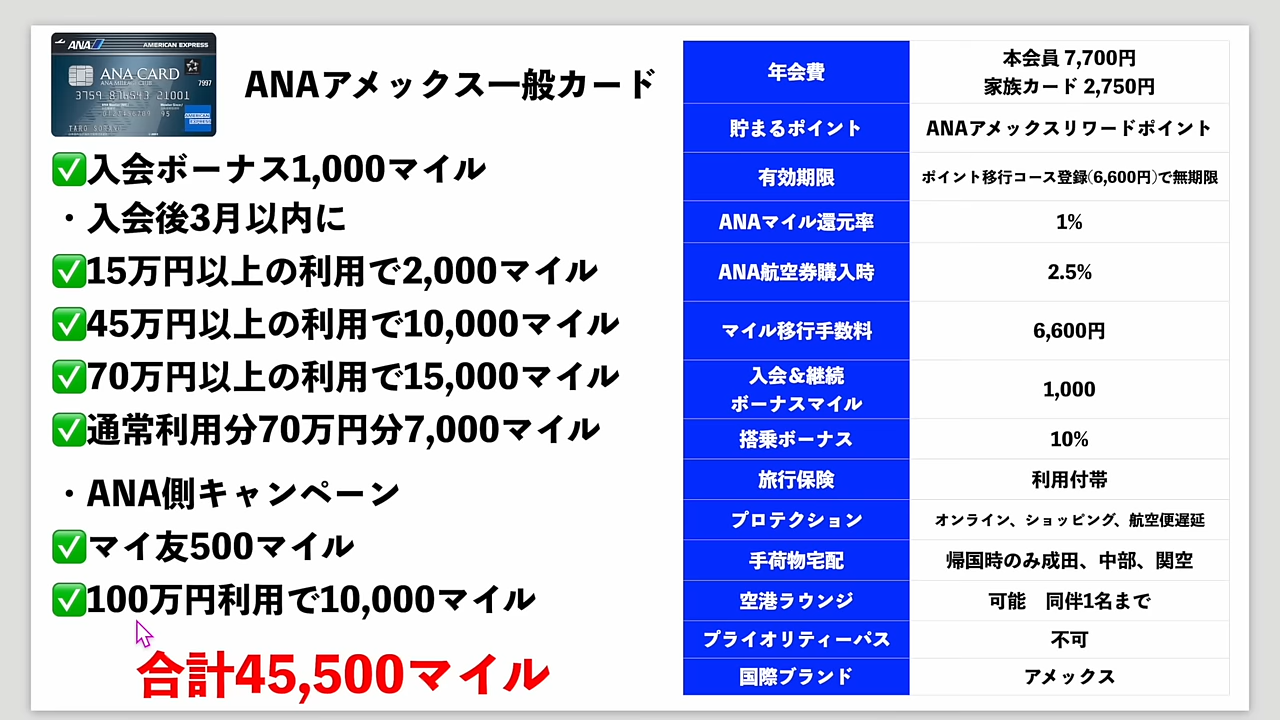 ANA
AMERICAN EXPRESS
ANA CARD
ANA MILEAGE CLUB
7997
3759 876543 21001
95
AMERICAN
EXPRESS
ANAアメックス一般カード
✅入会ボーナス1,000マイル
・入会後3月以内に
✅15万円以上の利用で2,000マイル
✅45万円以上の利用で10,000マイル
✅70万円以上の利用で15,000マイル
✅通常利用分70万円分7,000マイル
・ANA側キャンペーン
✅マイ友500マイル
✅100万円利用で10,000マイル
合計45,500マイル
年会費 本会員 7,700円
家族カード 2,750円
貯まるポイント ANAアメックスリワードポイント
有効期限 ポイント移行コース登録(6,600円)で無期限
ANAマイル還元率 1%
ANA航空券購入時 2.5%
マイル移行手数料 6,600円
入会&継続
ボーナスマイル 1,000
搭乗ボーナス 10%
旅行保険 利用付帯
プロテクション オンライン、ショッピング、航空便遅延
手荷物宅配 帰国時のみ成田、中部、関空
空港ラウンジ 可能 同伴1名まで
プライオリティーパス 不可
国際ブランド アメックス